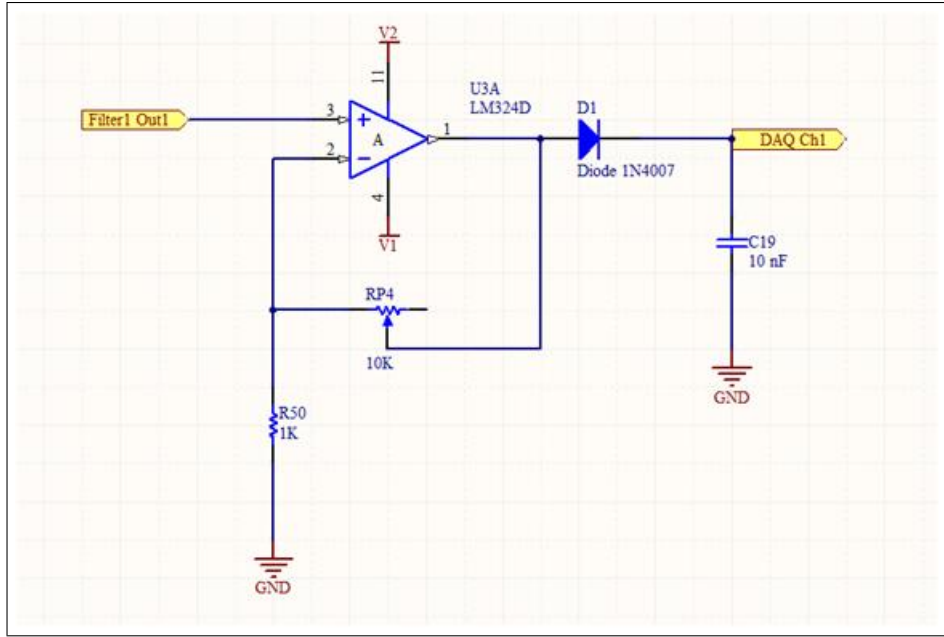 V2
11
U3A
LM324D
D1
Filter1 Out1
3
+
A
1
2
−
DAQ Ch1
Diode 1N4007
4
V1
C19
10 nF
RP4
10K
GND
R50
1K
GND